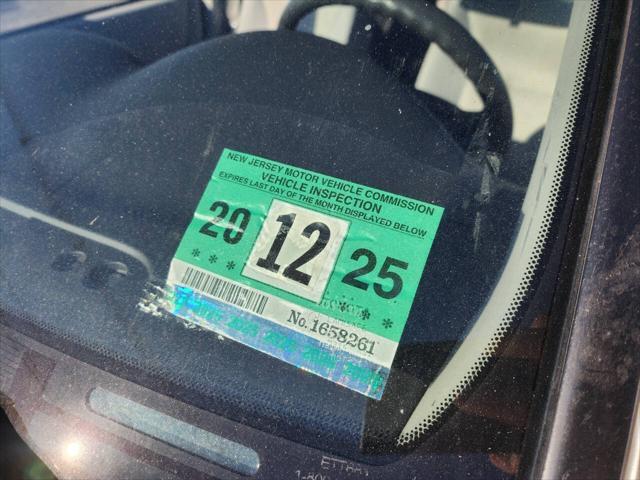 NEW JERSEY MOTOR VEHICLE COMMISSION
VEHICLE INSPECTION
EXPIRES LAST DAY OF THE MONTH DISPLAYED BELOW
20 12 25
No. 1658261